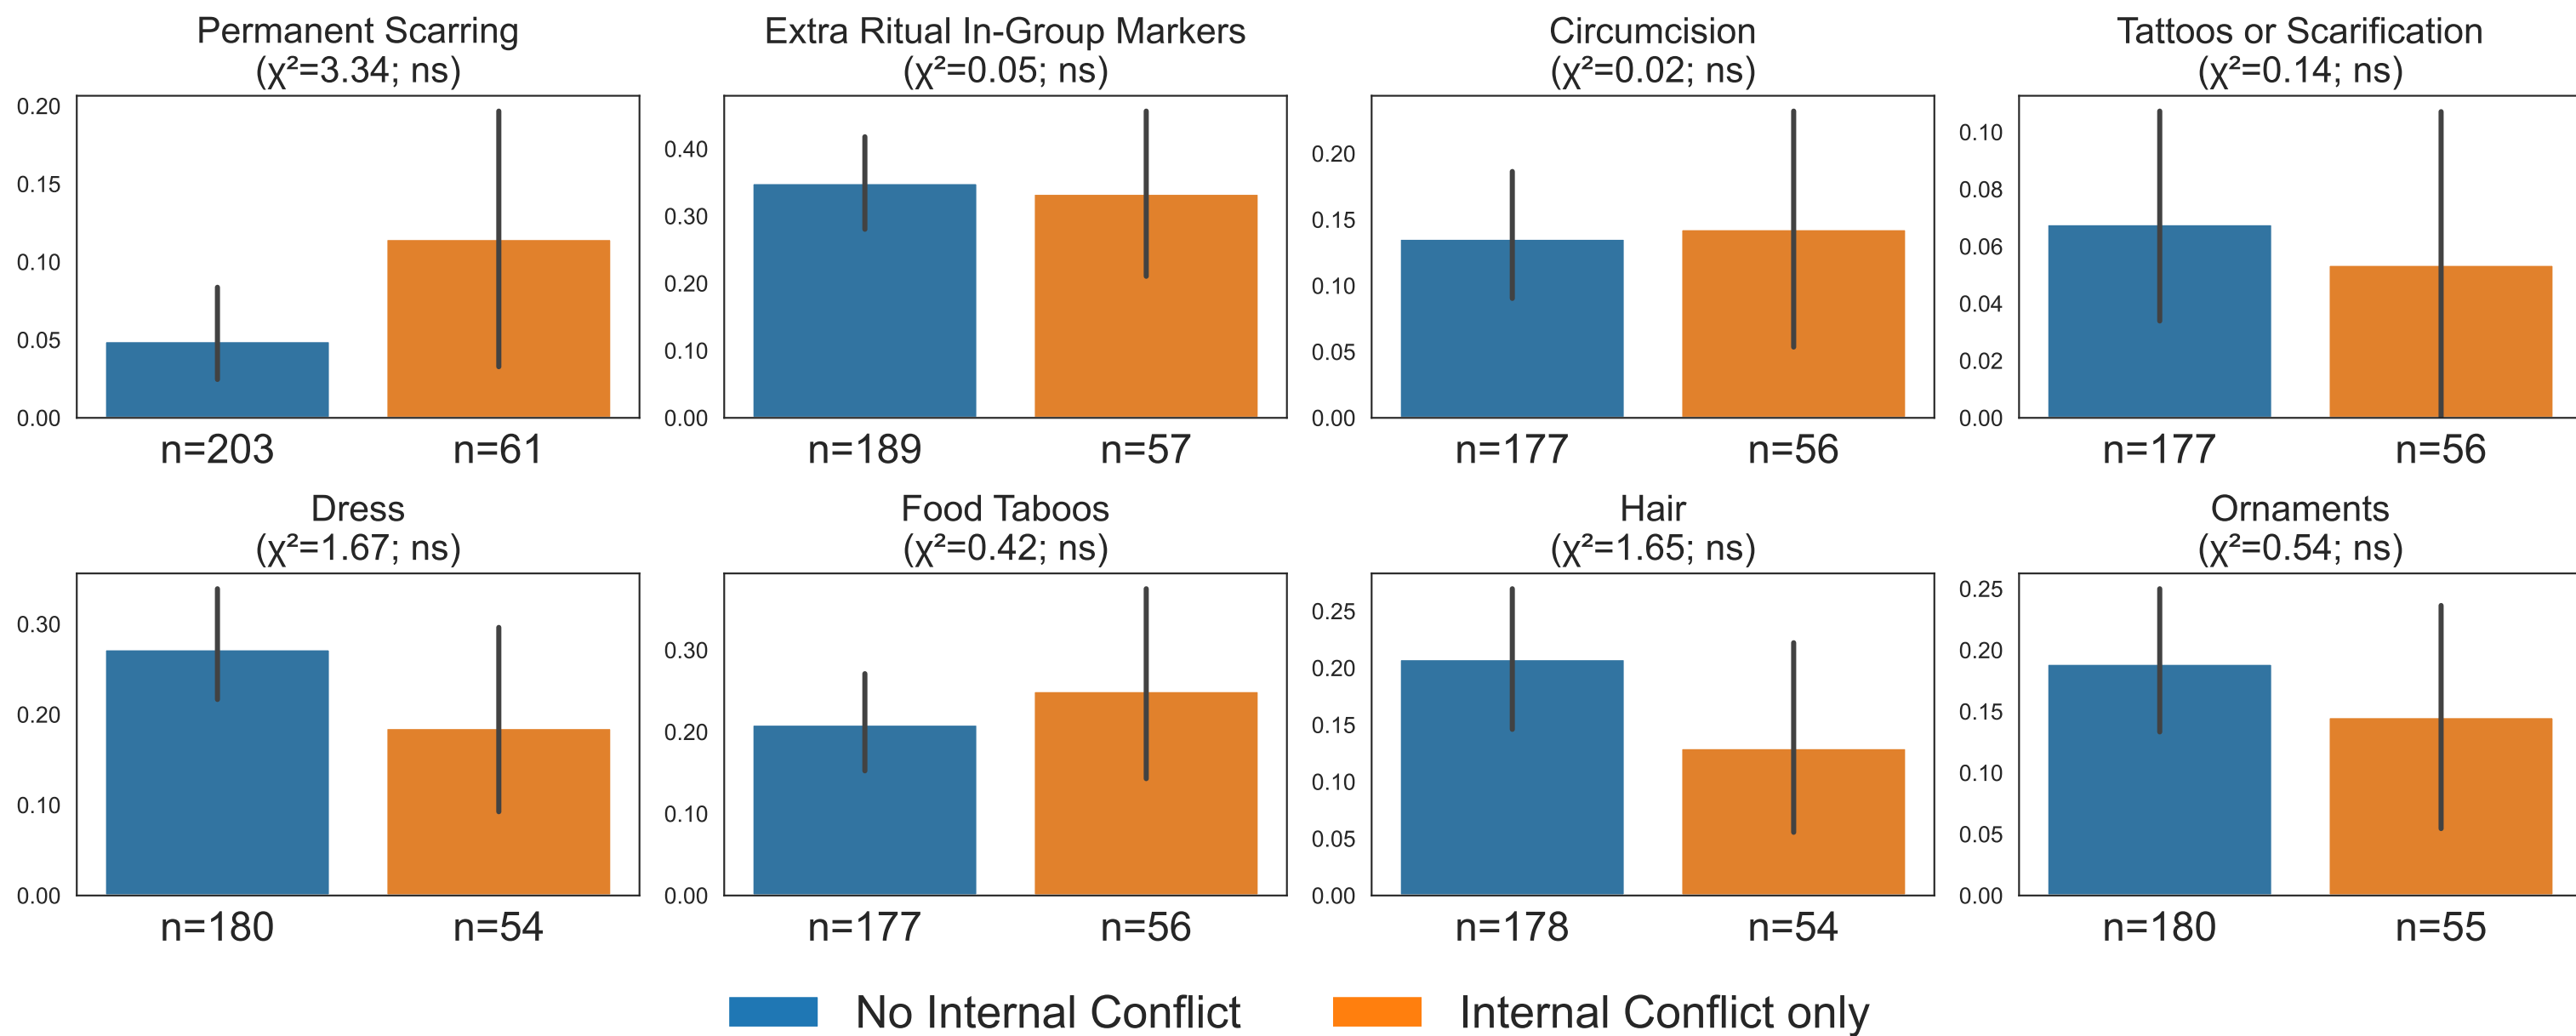 Permanent Scarring
(χ²=3.34; ns)
0.20
0.15
0.10
0.05
0.00
n=203 n=61
Extra Ritual In-Group Markers
(χ²=0.05; ns)
0.40
0.30
0.20
0.10
0.00
n=189 n=57
Circumcision
(χ²=0.02; ns)
0.20
0.15
0.10
0.05
0.00
n=177 n=56
Tattoos or Scarification
(χ²=0.14; ns)
0.10
0.08
0.06
0.04
0.02
0.00
n=177 n=56
Dress
(χ²=1.67; ns)
0.30
0.20
0.10
0.00
n=180 n=54
Food Taboos
(χ²=0.42; ns)
0.30
0.20
0.10
0.00
n=177 n=56
Hair
(χ²=1.65; ns)
0.25
0.20
0.15
0.10
0.05
0.00
n=178 n=54
Ornaments
(χ²=0.54; ns)
0.25
0.20
0.15
0.10
0.05
0.00
n=180 n=55
No Internal Conflict Internal Conflict only